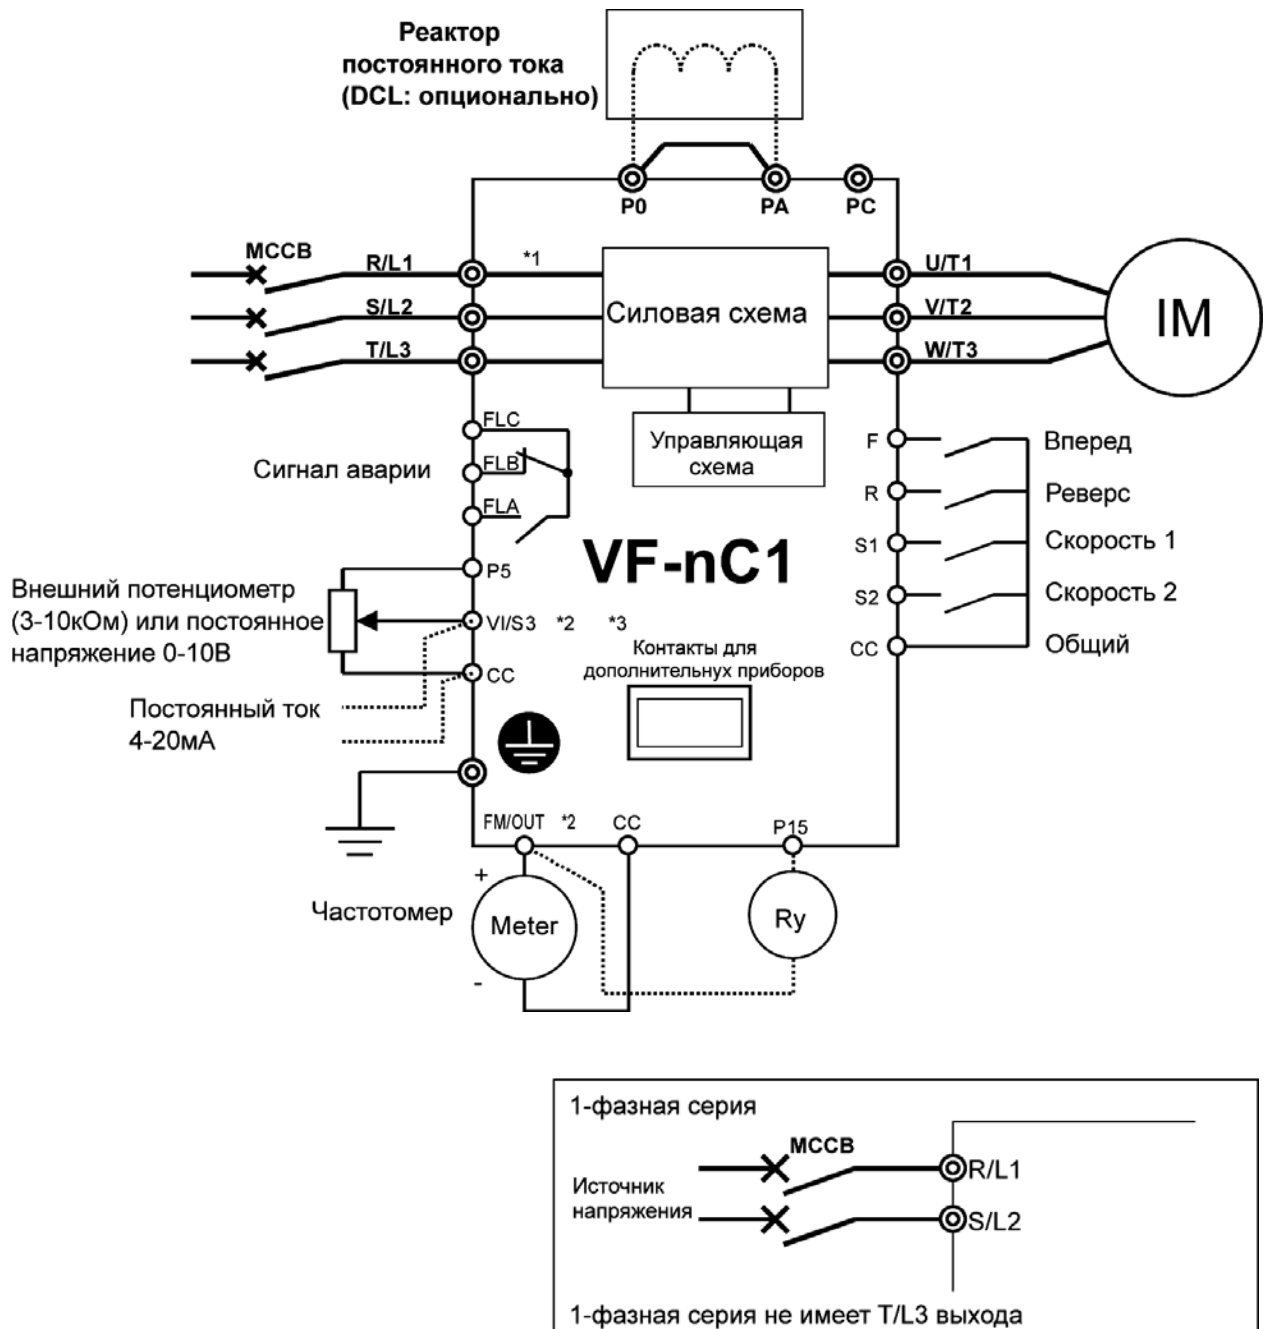 Реактор
постоянного тока
(DCL: опционально)
P0
PA
PC
MCCB
R/L1
*1
U/T1
S/L2
Силовая схема
V/T2
IM
T/L3
W/T3
FLC
Управляющая
схема
F
Вперед
Сигнал аварии
FLB
R
Реверс
FLA
VF-nC1
S1
Скорость 1
P5
Внешний потенциометр
(3-10кОм) или постоянное
напряжение 0-10В
S2
Скорость 2
VI/S3
*2
*3
Контакты для
дополнительнух приборов
CC
Общий
CC
Постоянный ток
4-20мА
FM/OUT
*2
CC
P15
+
Частотомер
Meter
Ry
-
1-фазная серия
MCCB
R/L1
Источник
напряжения
S/L2
1-фазная серия не имеет T/L3 выхода